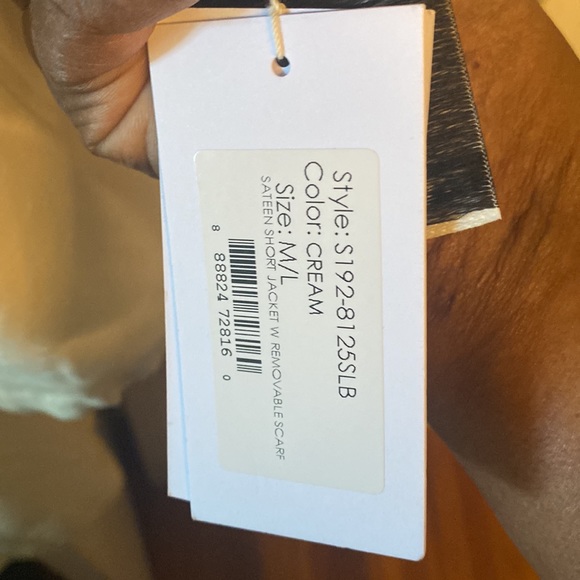 Style: S192-8125SLB
Color: CREAM
Size: M/L
SATEEN SHORT JACKET W REMOVABLE SCARF
8 88824 72816 0